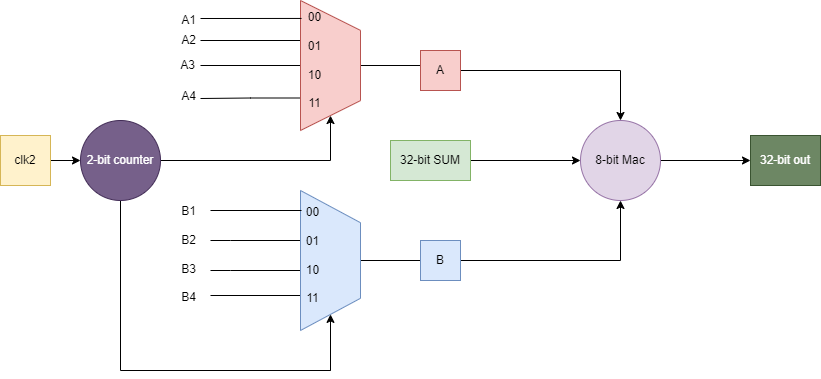 A1
A2
A3
A4
00
01
10
11
A
clk2
2-bit counter
32-bit SUM
8-bit Mac
32-bit out
B1
B2
B3
B4
00
01
10
11
B